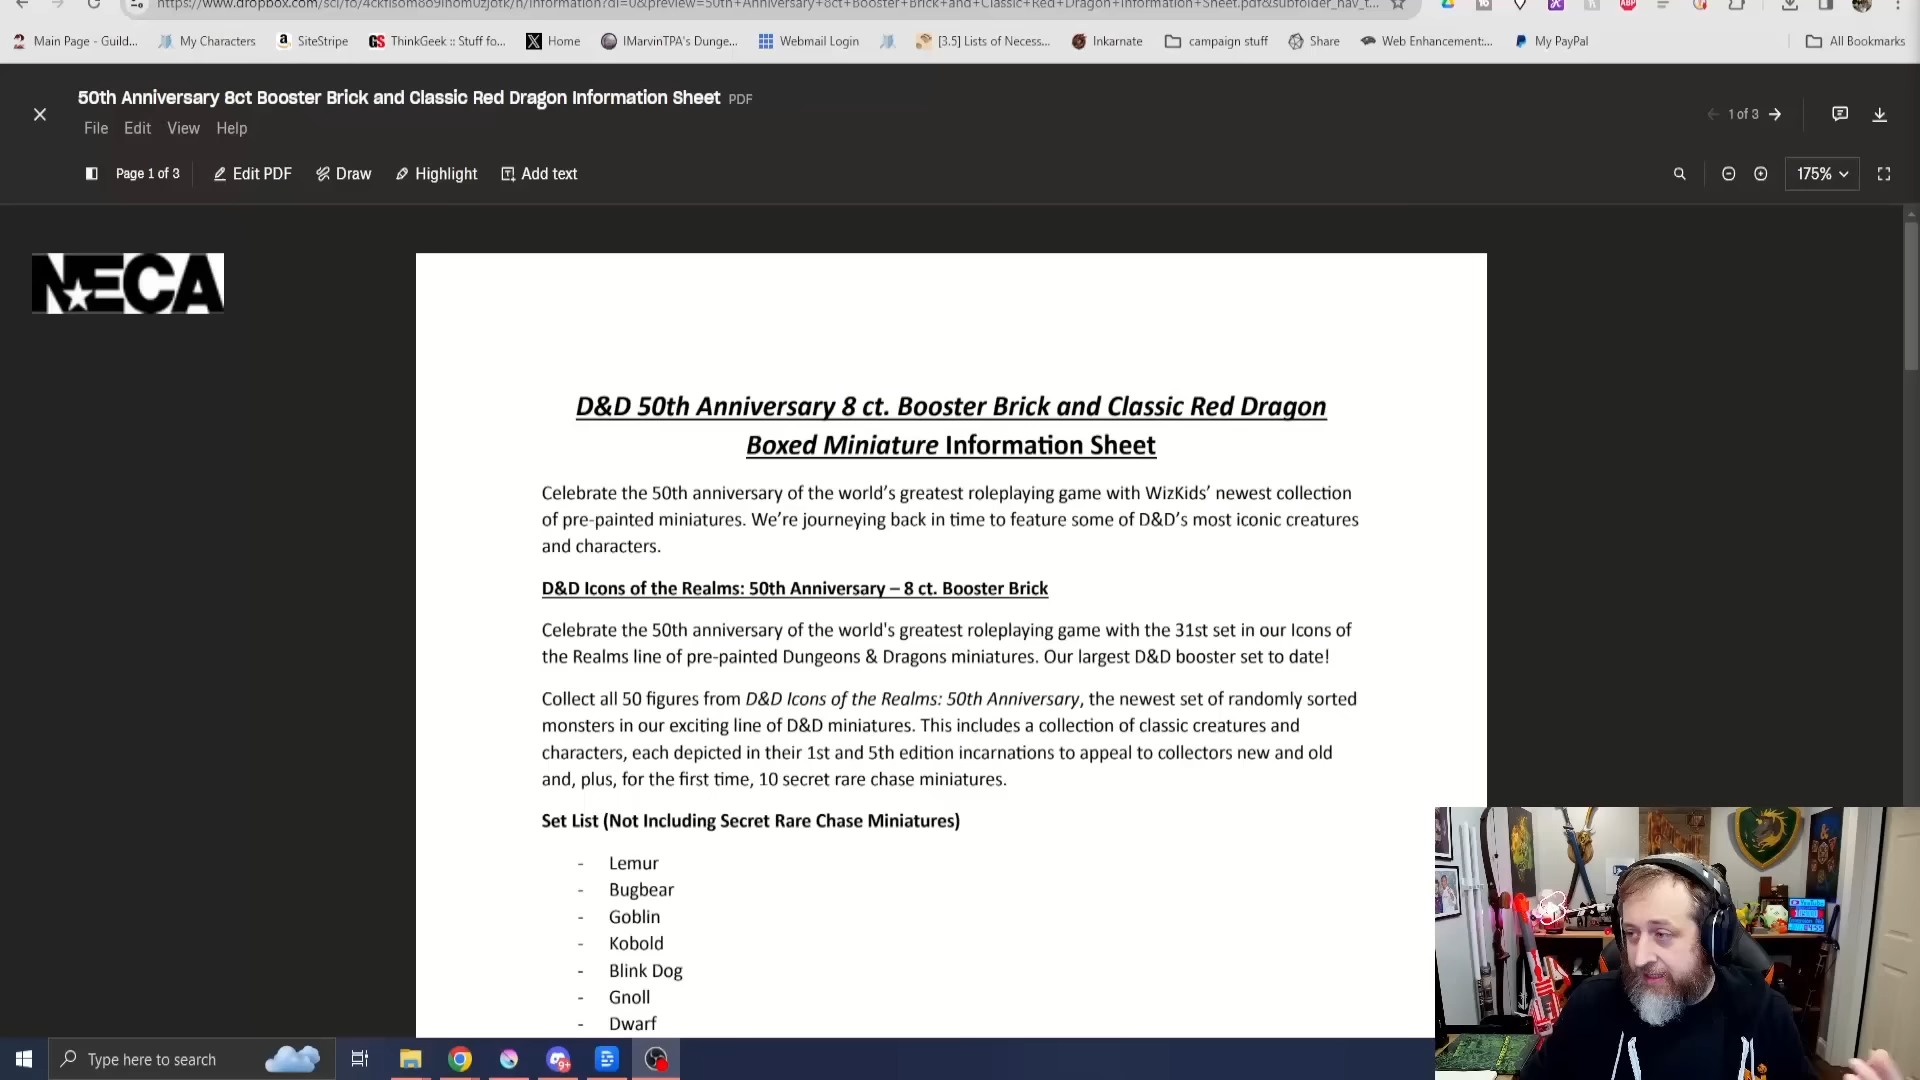 Main Page - Guild...
My Characters
SiteStripe
ThinkGeek :: Stuff fo...
Home
IMarvinTPA's Dunge...
Webmail Login
[3.5] Lists of Necess...
Inkarnate
campaign stuff
Share
Web Enhancement:...
My PayPal
All Bookmarks
50th Anniversary 8ct Booster Brick and Classic Red Dragon Information Sheet PDF
File Edit View Help
1 of 3
Page 1 of 3
Edit PDF
Draw
Highlight
Add text
175%
NECA
D&D 50th Anniversary 8 ct. Booster Brick and Classic Red Dragon
Boxed Miniature Information Sheet
Celebrate the 50th anniversary of the world’s greatest roleplaying game with WizKids’ newest collection
of pre-painted miniatures. We’re journeying back in time to feature some of D&D’s most iconic creatures
and characters.
D&D Icons of the Realms: 50th Anniversary – 8 ct. Booster Brick
Celebrate the 50th anniversary of the world's greatest roleplaying game with the 31st set in our Icons of
the Realms line of pre-painted Dungeons & Dragons miniatures. Our largest D&D booster set to date!
Collect all 50 figures from D&D Icons of the Realms: 50th Anniversary, the newest set of randomly sorted
monsters in our exciting line of D&D miniatures. This includes a collection of classic creatures and
characters, each depicted in their 1st and 5th edition incarnations to appeal to collectors new and old
and, plus, for the first time, 10 secret rare chase miniatures.
Set List (Not Including Secret Rare Chase Miniatures)
- Lemur
- Bugbear
- Goblin
- Kobold
- Blink Dog
- Gnoll
- Dwarf
Type here to search
9+